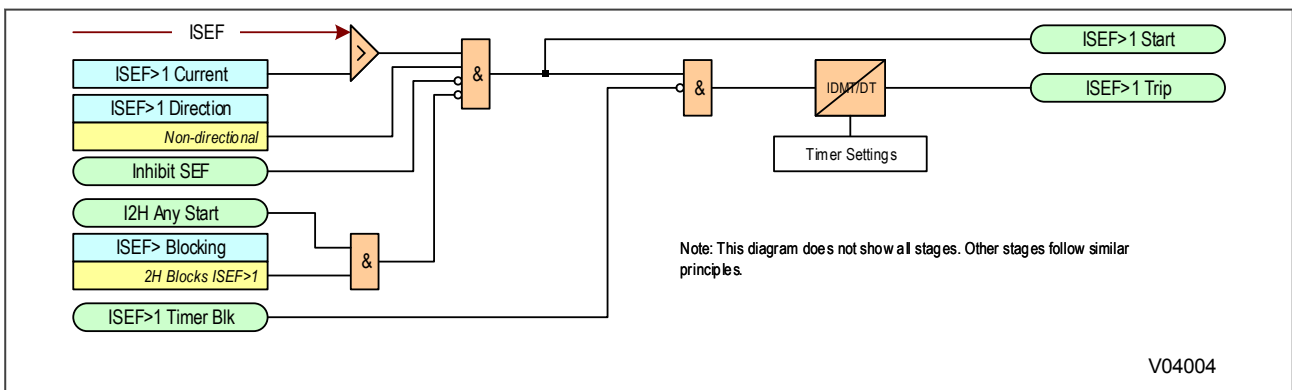 ISEF
ISEF>1 Start
>
&
ISEF>1 Current
&
IDMT/DT
ISEF>1 Trip
ISEF>1 Direction
Non-directional
Timer Settings
Inhibit SEF
I2H Any Start
ISEF> Blocking
&
2H Blocks ISEF>1
Note: This diagram does not show all stages. Other stages follow similar
principles.
ISEF>1 Timer Blk
V04004